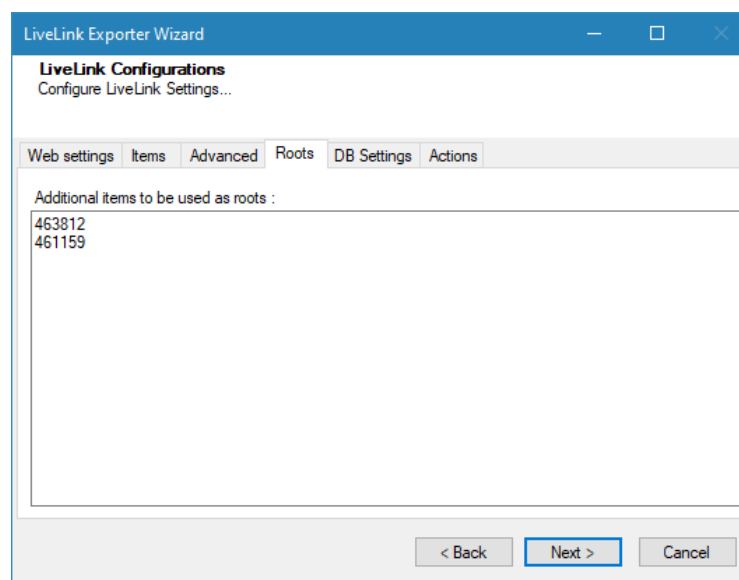 LiveLink Exporter Wizard
LiveLink Configurations
Configure LiveLink Settings...
Web settings Items Advanced Roots DB Settings Actions
Additional items to be used as roots :
463812
461159
< Back Next > Cancel